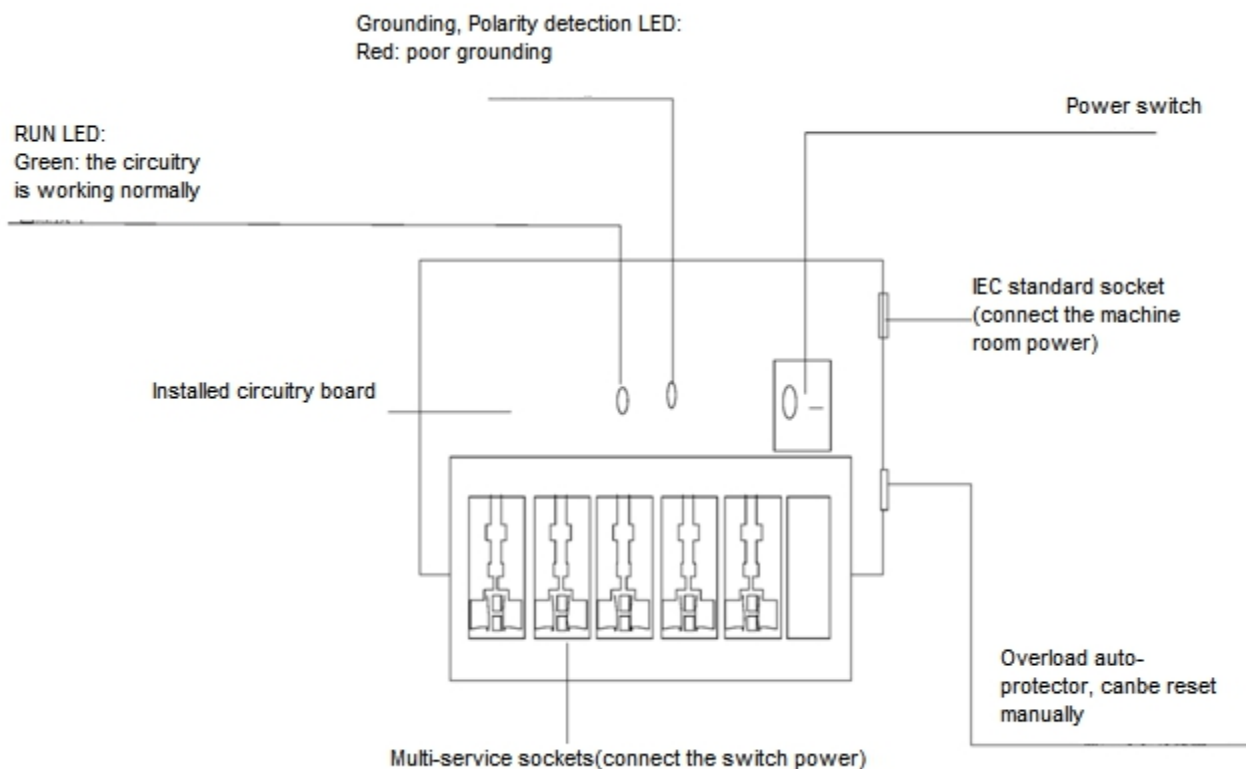 Grounding, Polarity detection LED:
Red: poor grounding
Power switch
RUN LED:
Green: the circuitry
is working normally
IEC standard socket
(connect the machine
room power)
Installed circuitry board
Overload auto-
protector, canbe reset
manually
Multi-service sockets(connect the switch power)